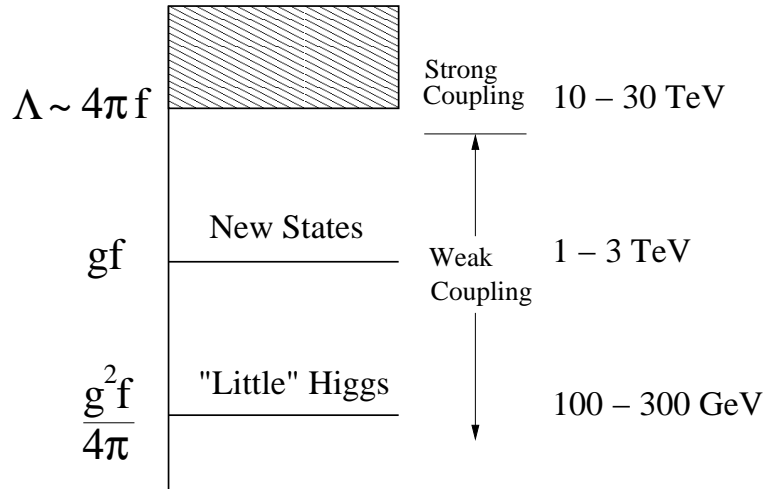 Λ ~ 4π f
Strong
Coupling
10 – 30 TeV
New States
gf
Weak
Coupling
1 – 3 TeV
"Little" Higgs
g²f
4π
100 – 300 GeV